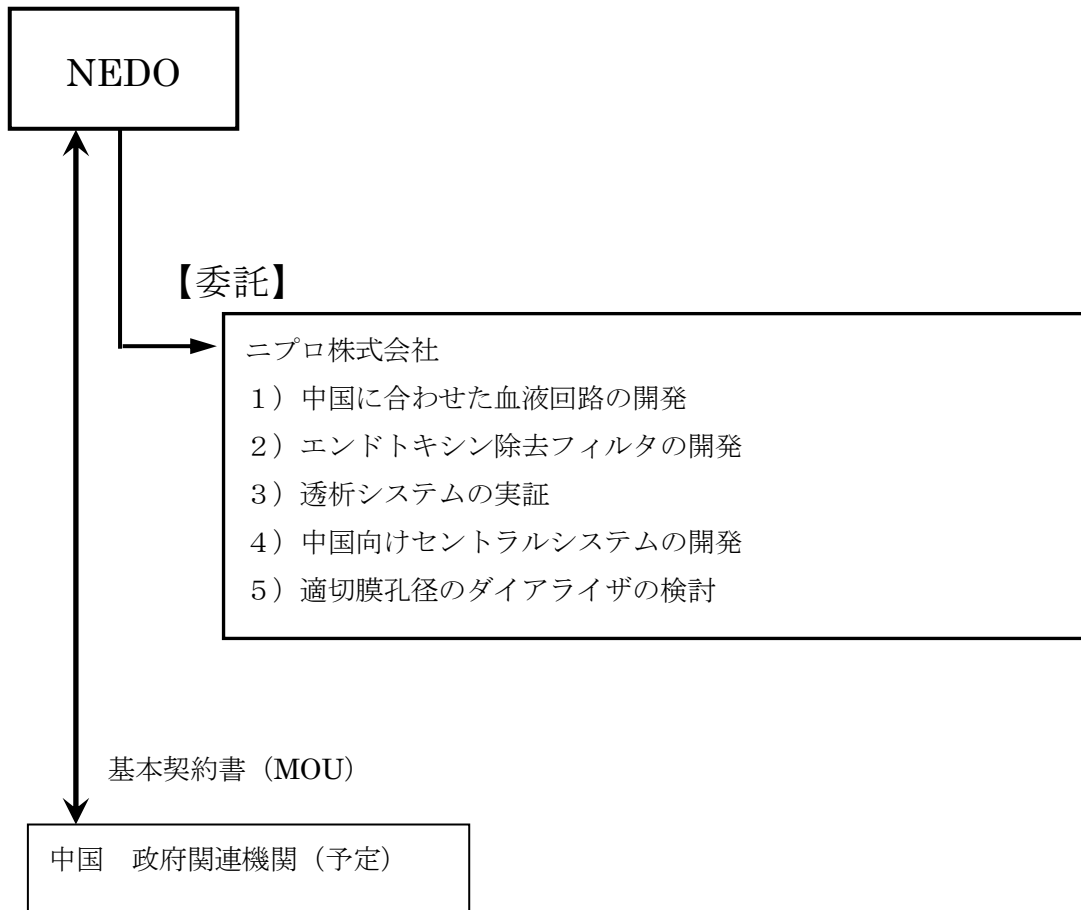 NEDO
【委託】
ニプロ株式会社
１）中国に合わせた血液回路の開発
２）エンドトキシン除去フィルタの開発
３）透析システムの実証
４）中国向けセントラルシステムの開発
５）適切膜孔径のダイアライザの検討
基本契約書（MOU）
中国　政府関連機関（予定）